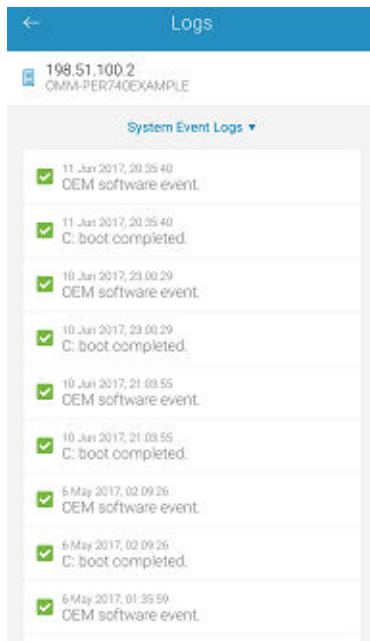 Logs
198.51.100.2
OMM-PER740EXAMPLE
System Event Logs
11 Jun 2017, 20:35:40
OEM software event.
11 Jun 2017, 20:35:40
C: boot completed.
10 Jun 2017, 23:00:29
OEM software event.
10 Jun 2017, 23:00:29
C: boot completed.
10 Jun 2017, 21:03:55
OEM software event.
10 Jun 2017, 21:03:55
C: boot completed.
6 May 2017, 02:09:26
OEM software event.
6 May 2017, 02:09:26
C: boot completed.
6 May 2017, 01:35:59
OEM software event.